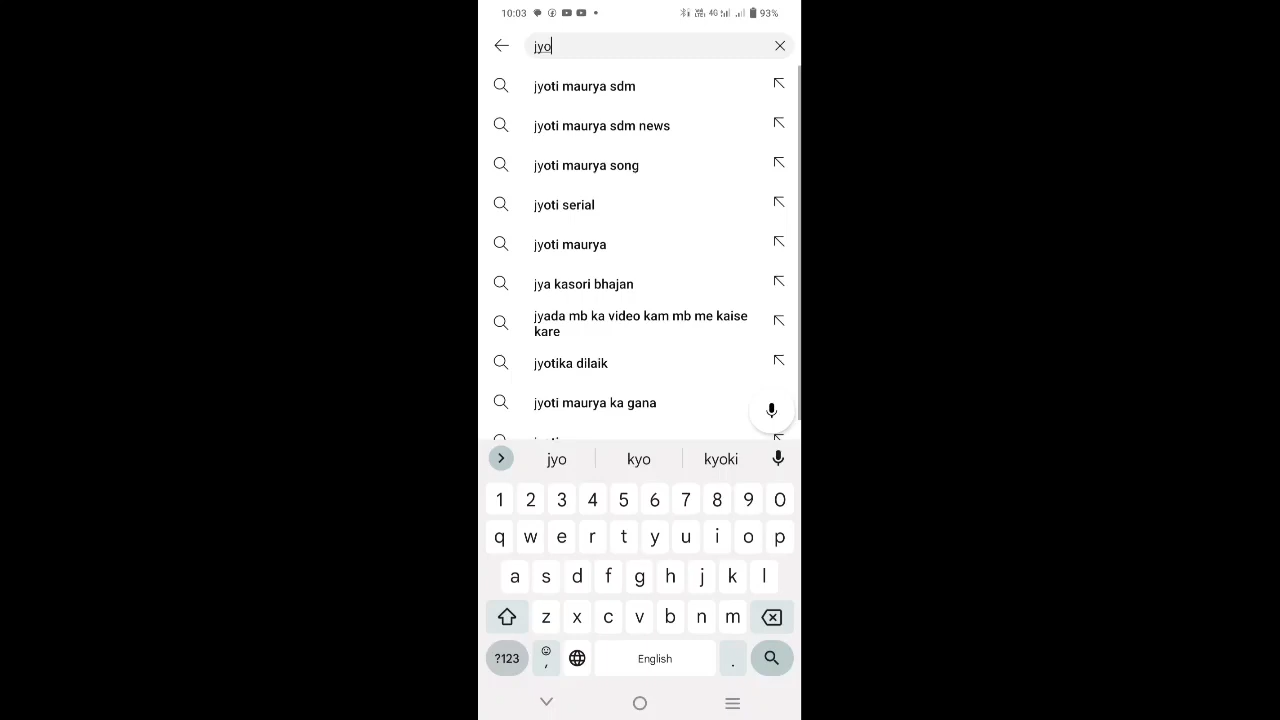 10:03 4G 93%
jyo
jyoti maurya sdm
jyoti maurya sdm news
jyoti maurya song
jyoti serial
jyoti maurya
jya kasori bhajan
jyada mb ka video kam mb me kaise
kare
jyotika dilaik
jyoti maurya ka gana
jyo kyo kyoki
1 2 3 4 5 6 7 8 9 0
q w e r t y u i o p
a s d f g h j k l
z x c v b n m
?123 , English .